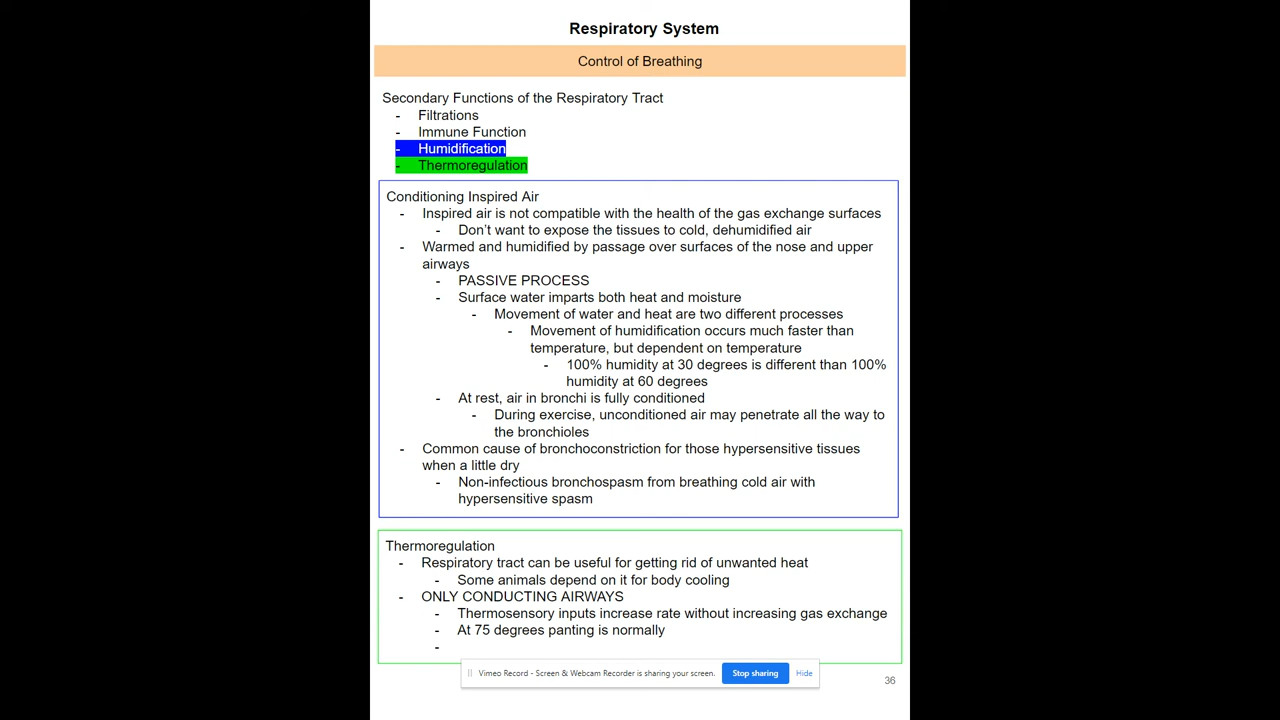 Respiratory System
Control of Breathing
Secondary Functions of the Respiratory Tract
- Filtrations
- Immune Function
- Humidification
- Thermoregulation
Conditioning Inspired Air
- Inspired air is not compatible with the health of the gas exchange surfaces
- Don't want to expose the tissues to cold, dehumidified air
- Warmed and humidified by passage over surfaces of the nose and upper
airways
- PASSIVE PROCESS
- Surface water imparts both heat and moisture
- Movement of water and heat are two different processes
- Movement of humidification occurs much faster than
temperature, but dependent on temperature
- 100% humidity at 30 degrees is different than 100%
humidity at 60 degrees
- At rest, air in bronchi is fully conditioned
- During exercise, unconditioned air may penetrate all the way to
the bronchioles
- Common cause of bronchoconstriction for those hypersensitive tissues
when a little dry
- Non-infectious bronchospasm from breathing cold air with
hypersensitive spasm
Thermoregulation
- Respiratory tract can be useful for getting rid of unwanted heat
- Some animals depend on it for body cooling
- ONLY CONDUCTING AIRWAYS
- Thermosensory inputs increase rate without increasing gas exchange
- At 75 degrees panting is normally
-
Vimeo Record - Screen & Webcam Recorder is sharing your screen. Stop sharing Hide
36